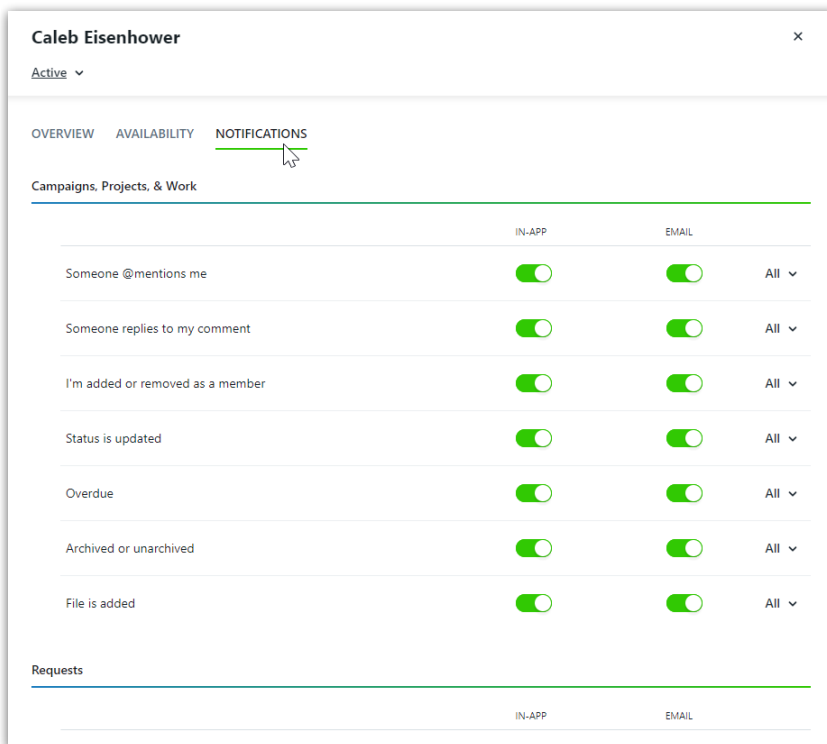 Caleb Eisenhower
Active
OVERVIEW AVAILABILITY NOTIFICATIONS
Campaigns, Projects, & Work
IN-APP EMAIL
Someone @mentions me All
Someone replies to my comment All
I'm added or removed as a member All
Status is updated All
Overdue All
Archived or unarchived All
File is added All
Requests
IN-APP EMAIL